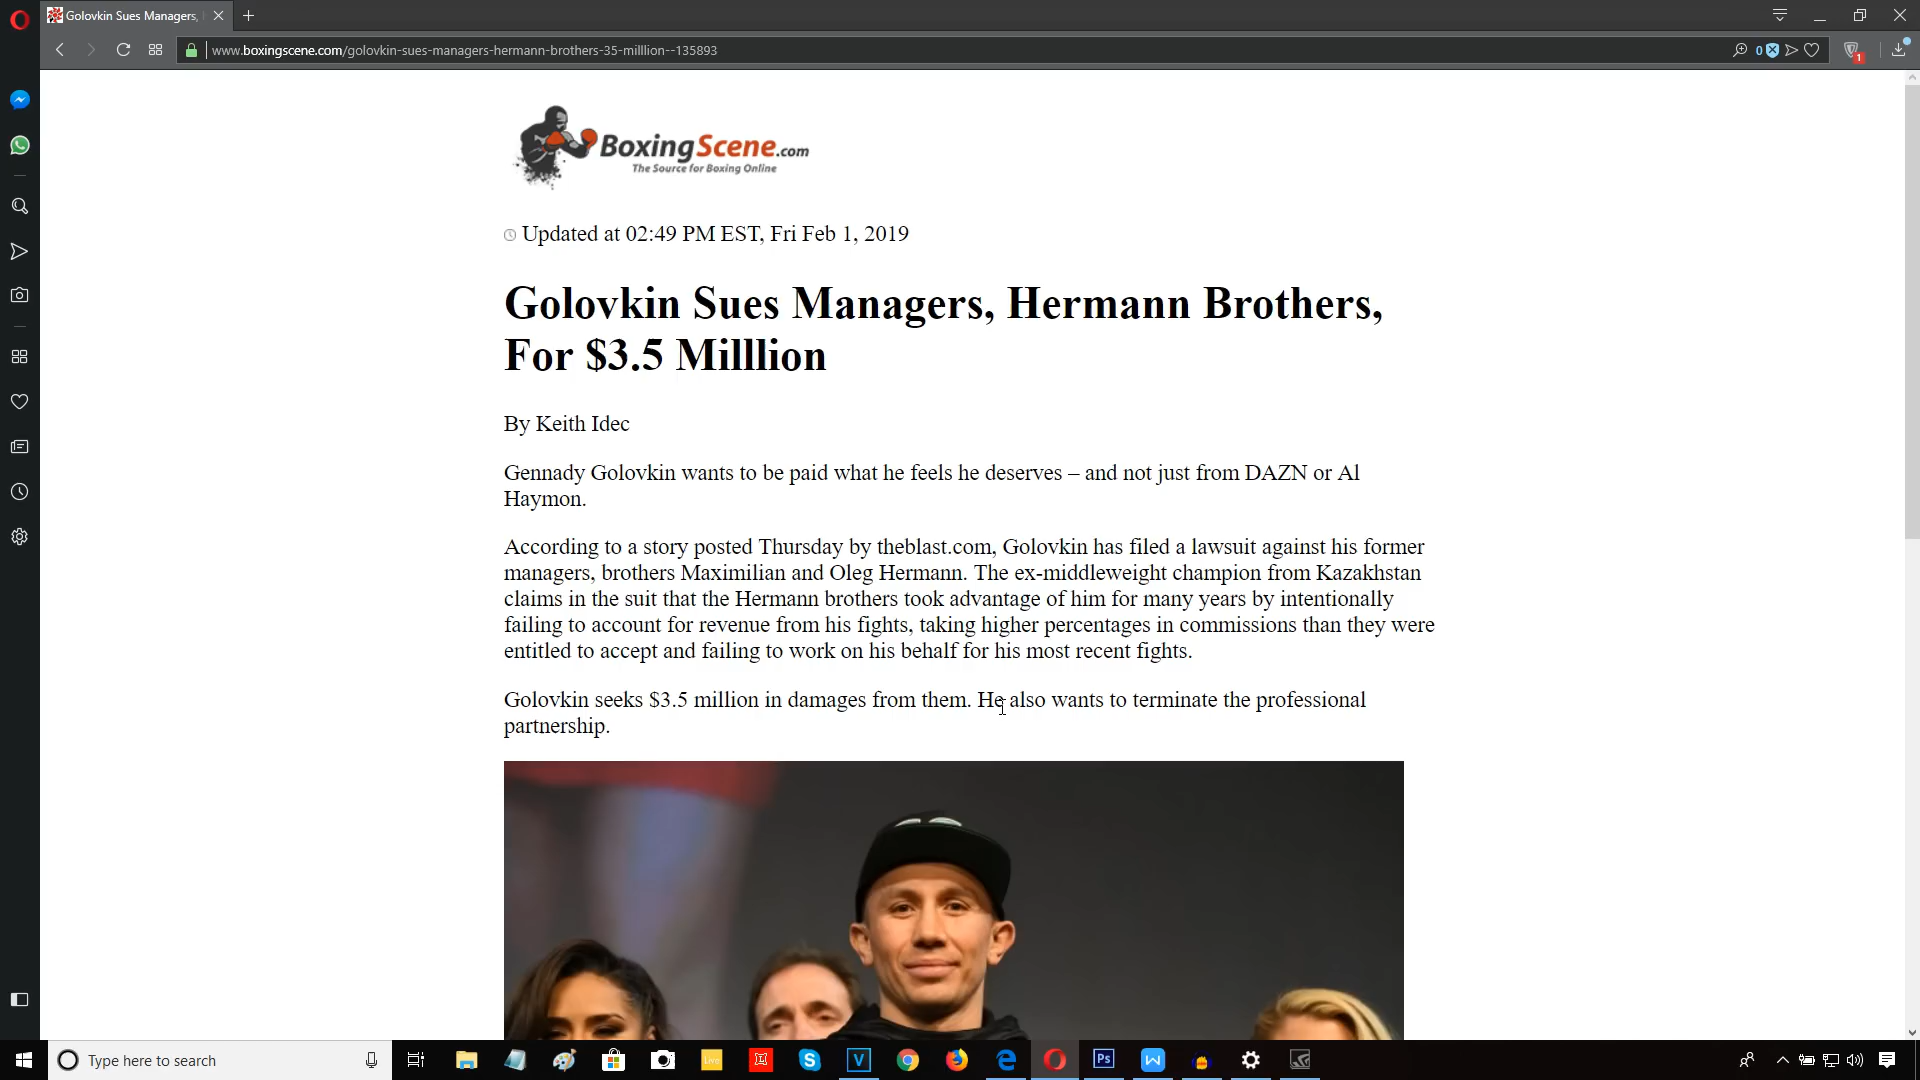 Golovkin Sues Managers,
www.boxingscene.com/golovkin-sues-managers-hermann-brothers-35-milllion--135893
0
1
BoxingScene.com
The Source for Boxing Online
Updated at 02:49 PM EST, Fri Feb 1, 2019
Golovkin Sues Managers, Hermann Brothers,
For $3.5 Milllion
By Keith Idec
Gennady Golovkin wants to be paid what he feels he deserves – and not just from DAZN or Al
Haymon.
According to a story posted Thursday by theblast.com, Golovkin has filed a lawsuit against his former
managers, brothers Maximilian and Oleg Hermann. The ex-middleweight champion from Kazakhstan
claims in the suit that the Hermann brothers took advantage of him for many years by intentionally
failing to account for revenue from his fights, taking higher percentages in commissions than they were
entitled to accept and failing to work on his behalf for his most recent fights.
Golovkin seeks $3.5 million in damages from them. He also wants to terminate the professional
partnership.
Type here to search
Live
V
Ps
W